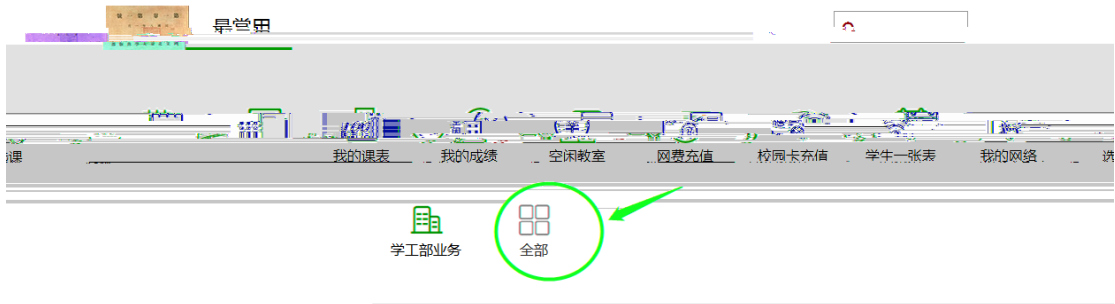 最常用
我的课表 我的成绩 空闲教室 网费充值 校园卡充值 学生一张表 我的网络 选
学工部业务 全部